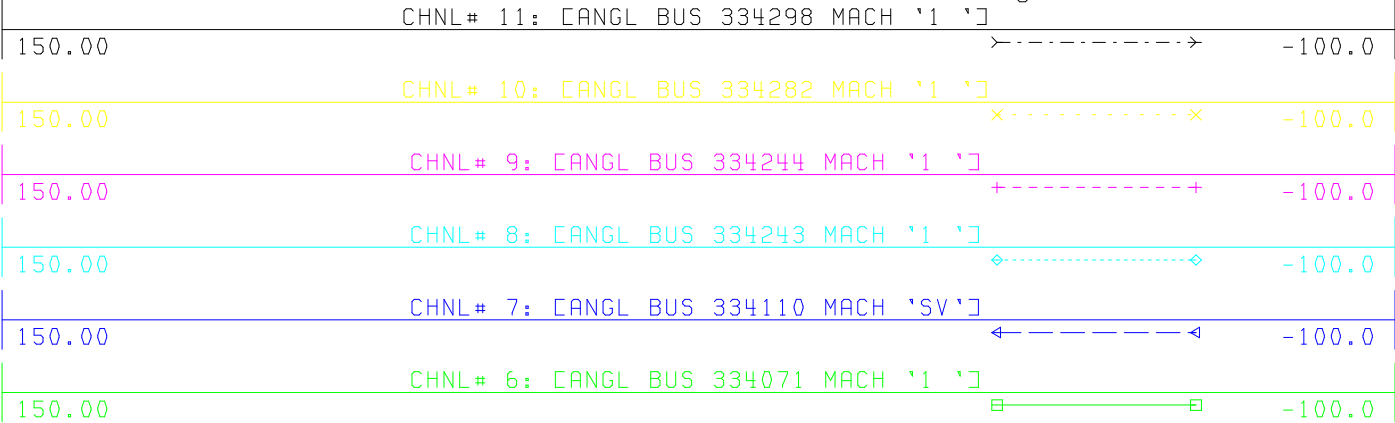 CHNL# 11: [ANGL BUS 334298 MACH '1 ']
150.00 -100.0
CHNL# 10: [ANGL BUS 334282 MACH '1 ']
150.00 -100.0
CHNL# 9: [ANGL BUS 334244 MACH '1 ']
150.00 -100.0
CHNL# 8: [ANGL BUS 334243 MACH '1 ']
150.00 -100.0
CHNL# 7: [ANGL BUS 334110 MACH 'SV']
150.00 -100.0
CHNL# 6: [ANGL BUS 334071 MACH '1 ']
150.00 -100.0